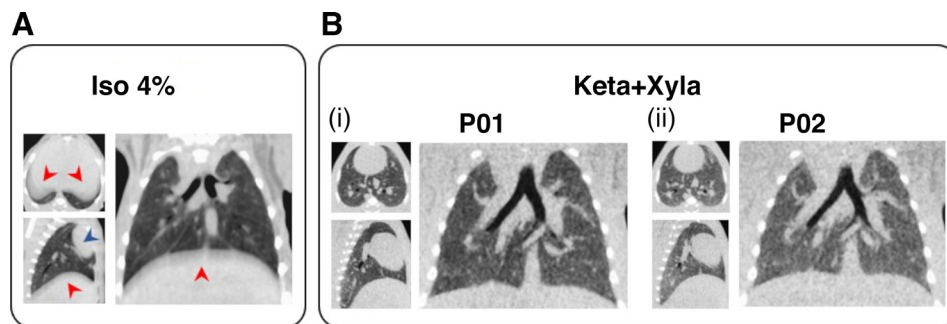 A
B
Iso 4%
Keta+Xyla
(i)
P01
(ii)
P02